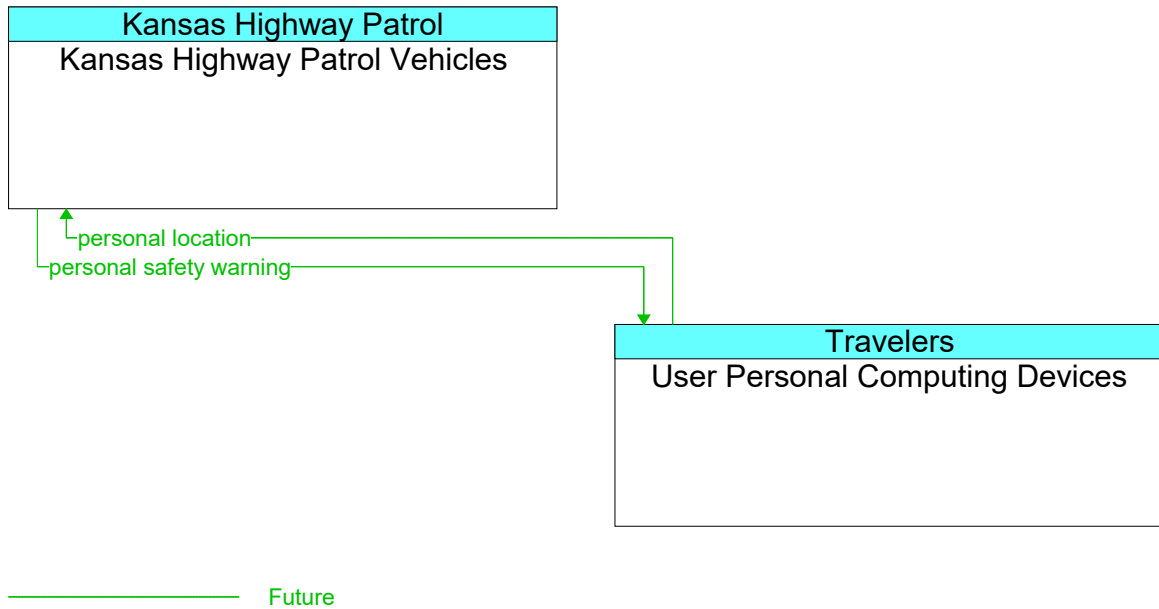 Kansas Highway Patrol
Kansas Highway Patrol Vehicles
personal location
personal safety warning
Travelers
User Personal Computing Devices
Future